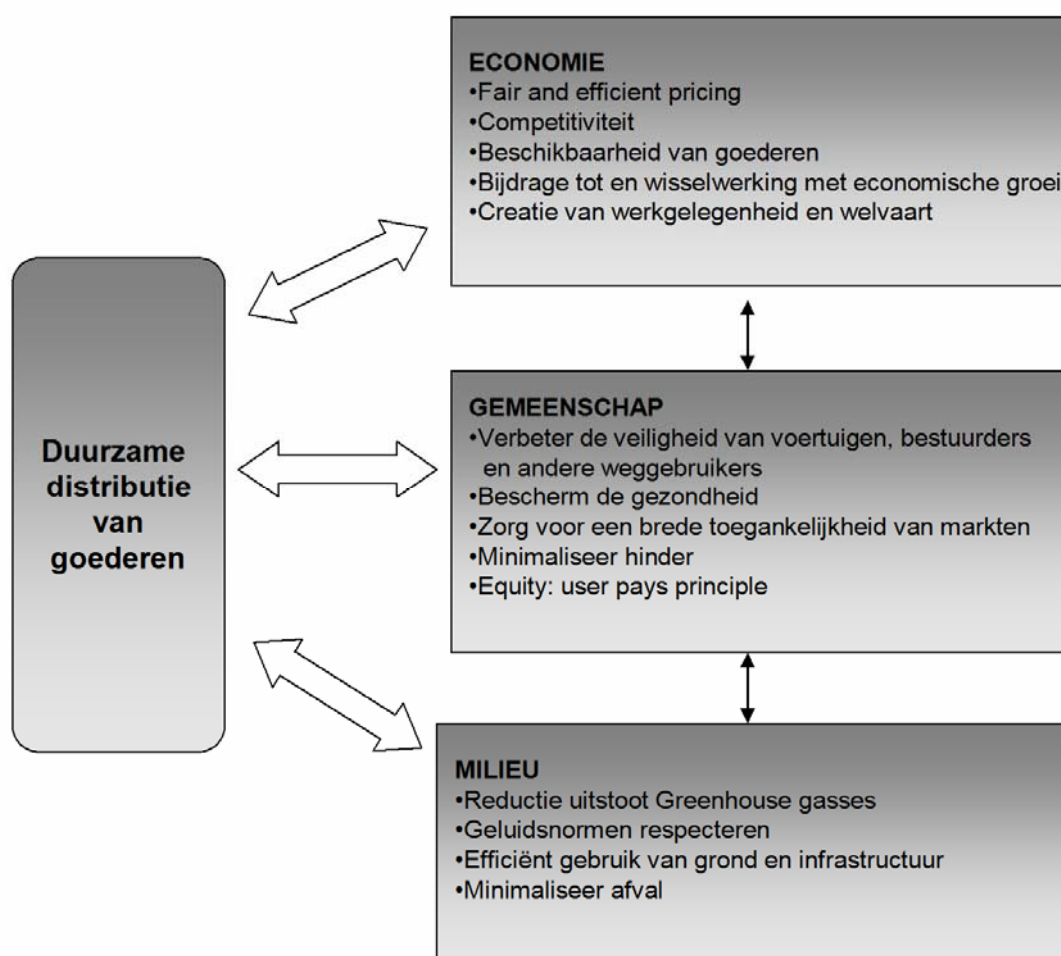 Duurzame
distributie
van
goederen
ECONOMIE
•Fair and efficient pricing
•Competitiviteit
•Beschikbaarheid van goederen
•Bijdrage tot en wisselwerking met economische groei
•Creatie van werkgelegenheid en welvaart
GEMEENSCHAP
•Verbeter de veiligheid van voertuigen, bestuurders
en andere weggebruikers
•Bescherm de gezondheid
•Zorg voor een brede toegankelijkheid van markten
•Minimaliseer hinder
•Equity: user pays principle
MILIEU
•Reductie uitstoot Greenhouse gasses
•Geluidsnormen respecteren
•Efficiënt gebruik van grond en infrastructuur
•Minimaliseer afval